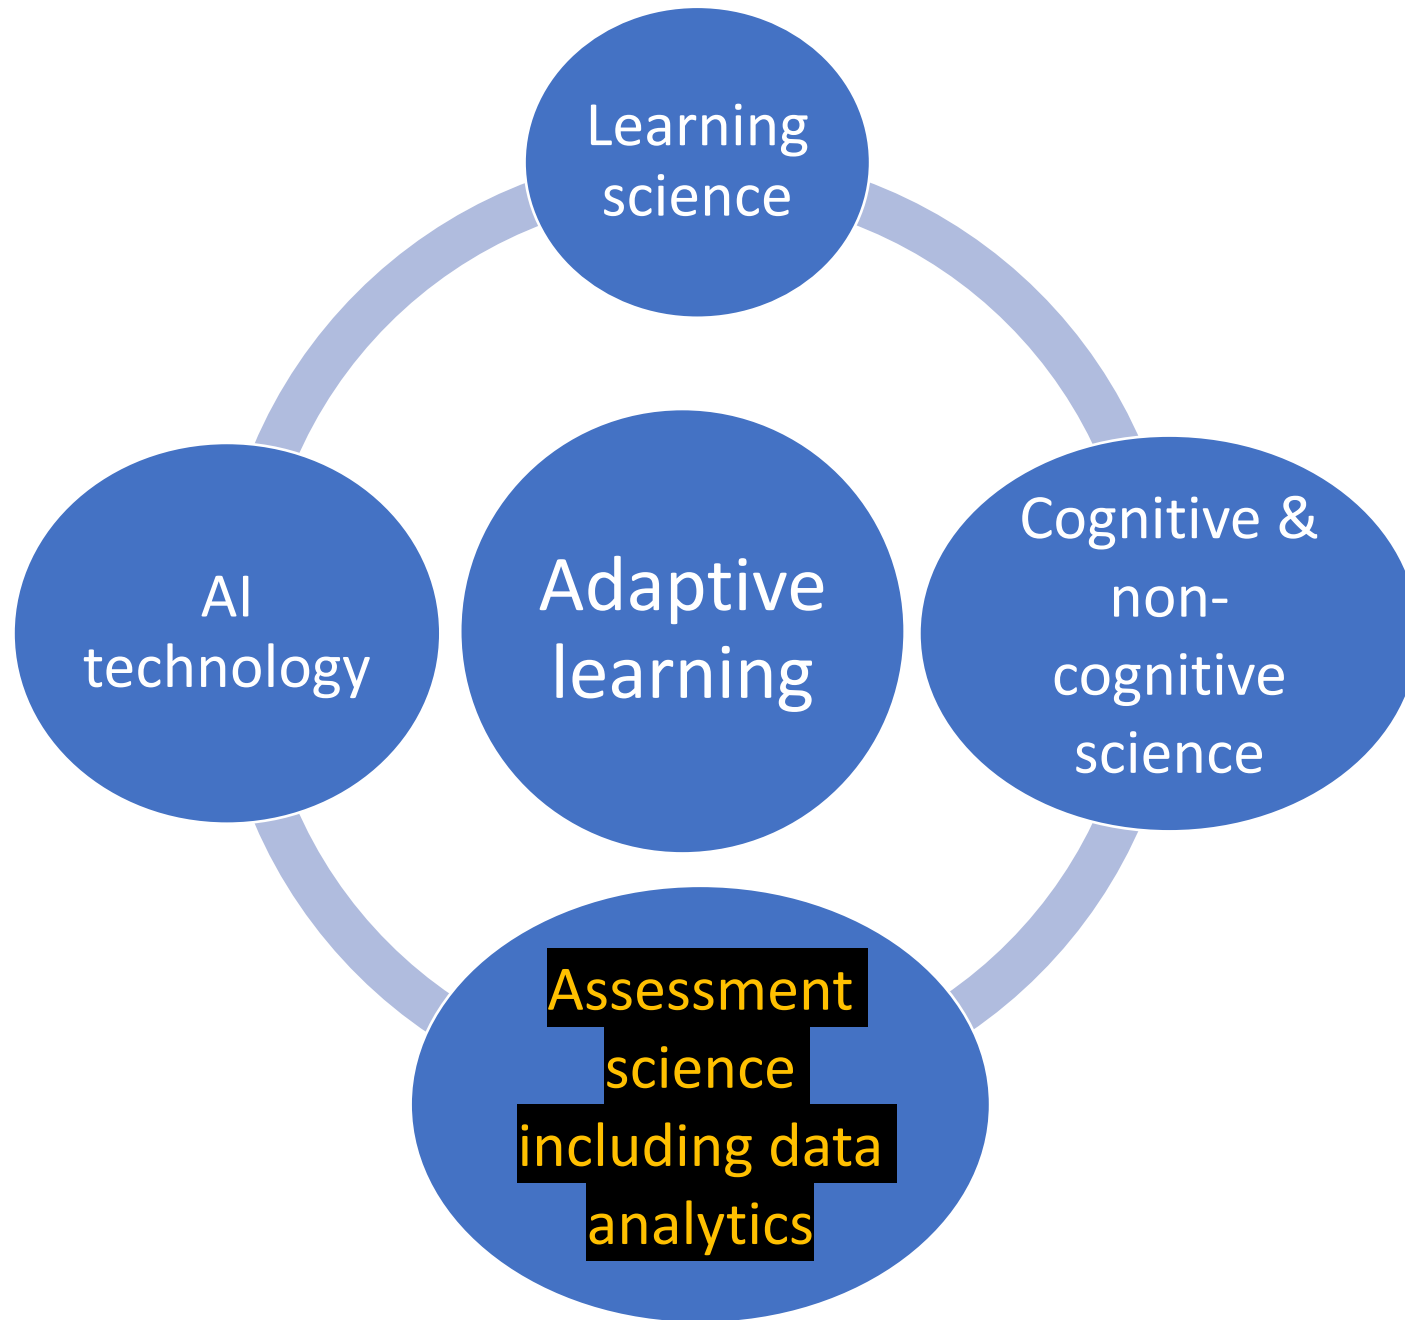 Learning
science
AI
technology
Adaptive
learning
Cognitive &
non-
cognitive
science
Assessment
science
including data
analytics